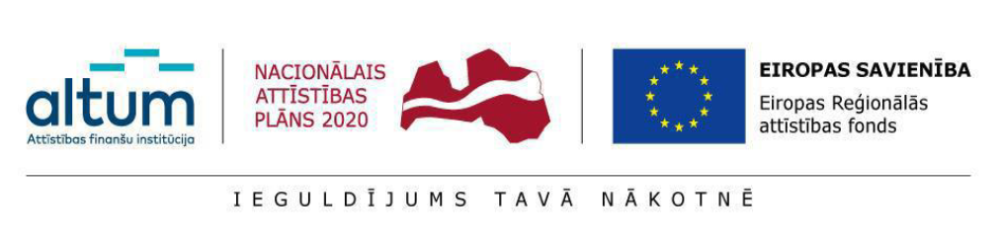 altum
Attīstības finanšu institūcija
NACIONĀLAIS
ATTĪSTĪBAS
PLĀNS 2020
EIROPAS SAVIENĪBA
Eiropas Reģionālās
attīstības fonds
IEGULDĪJUMS TAVĀ NĀKOTNĒ